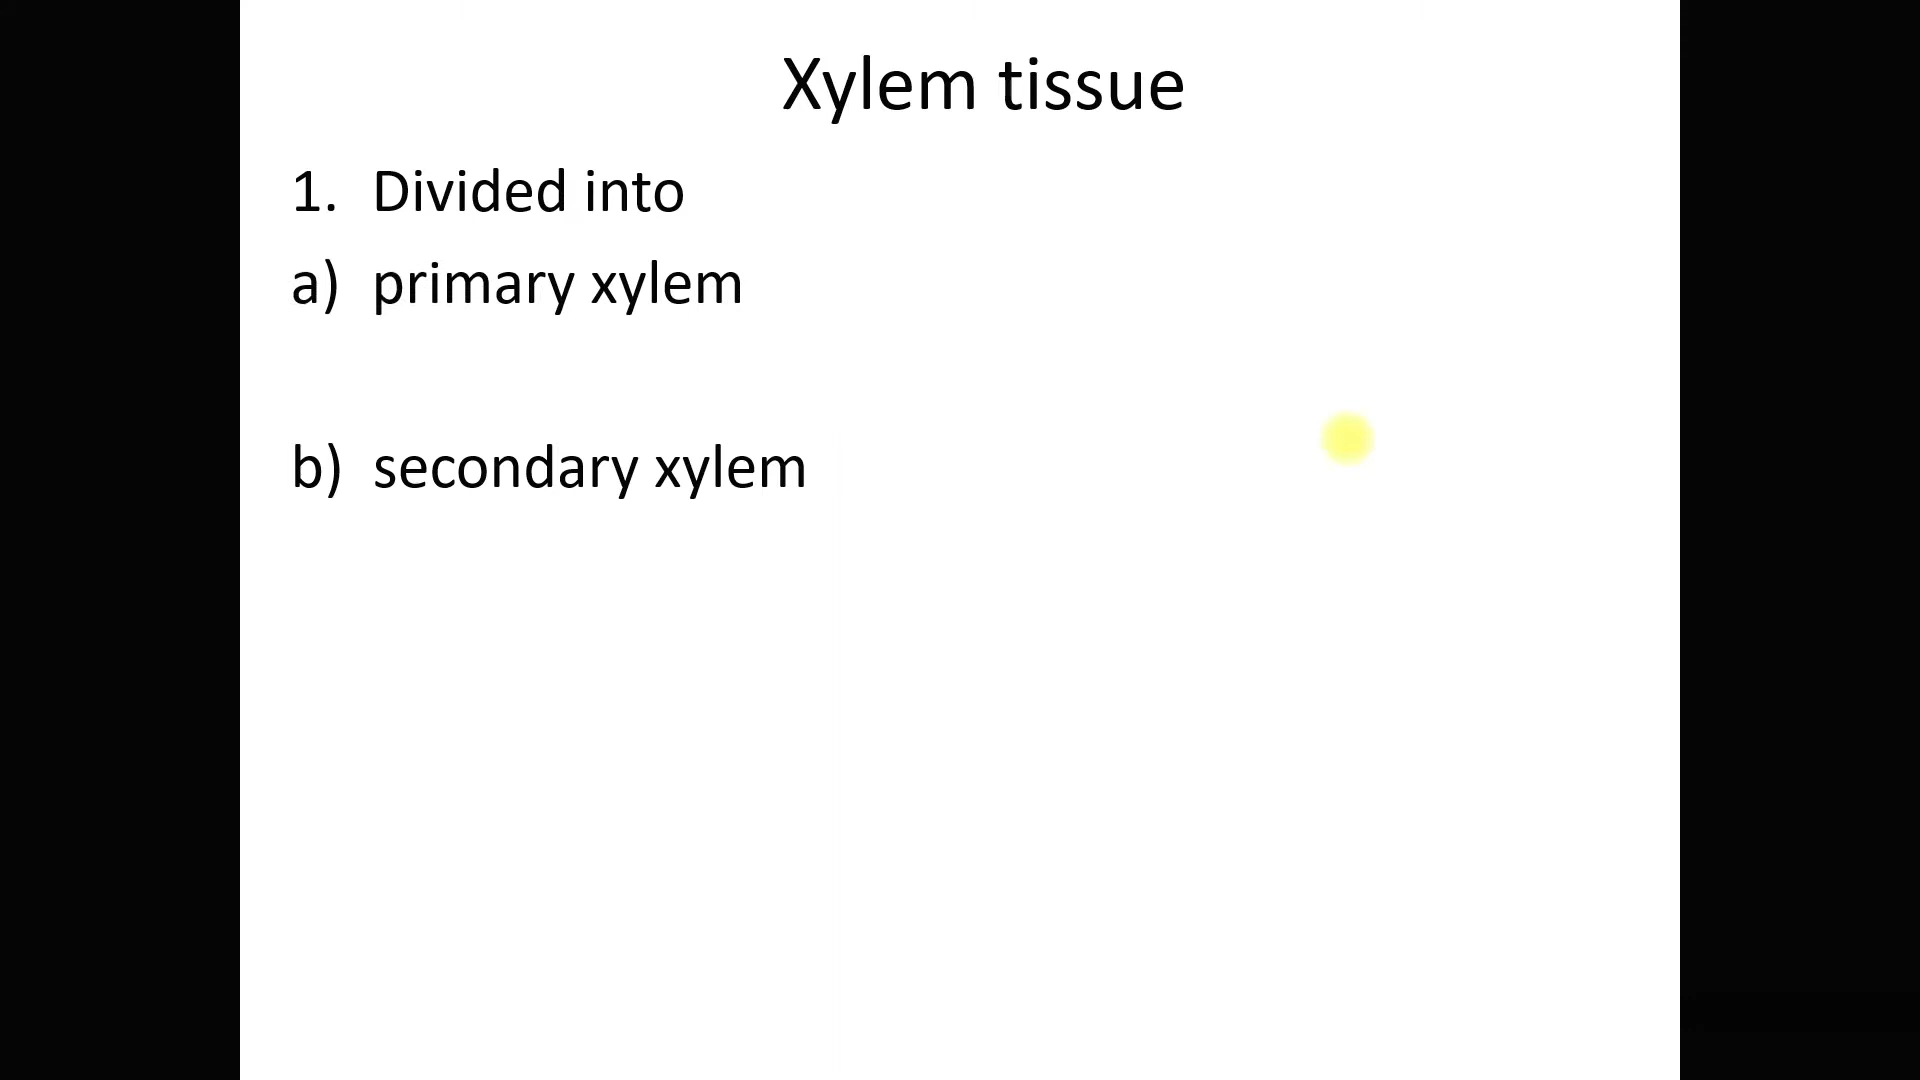 Xylem tissue
1. Divided into
a) primary xylem
b) secondary xylem